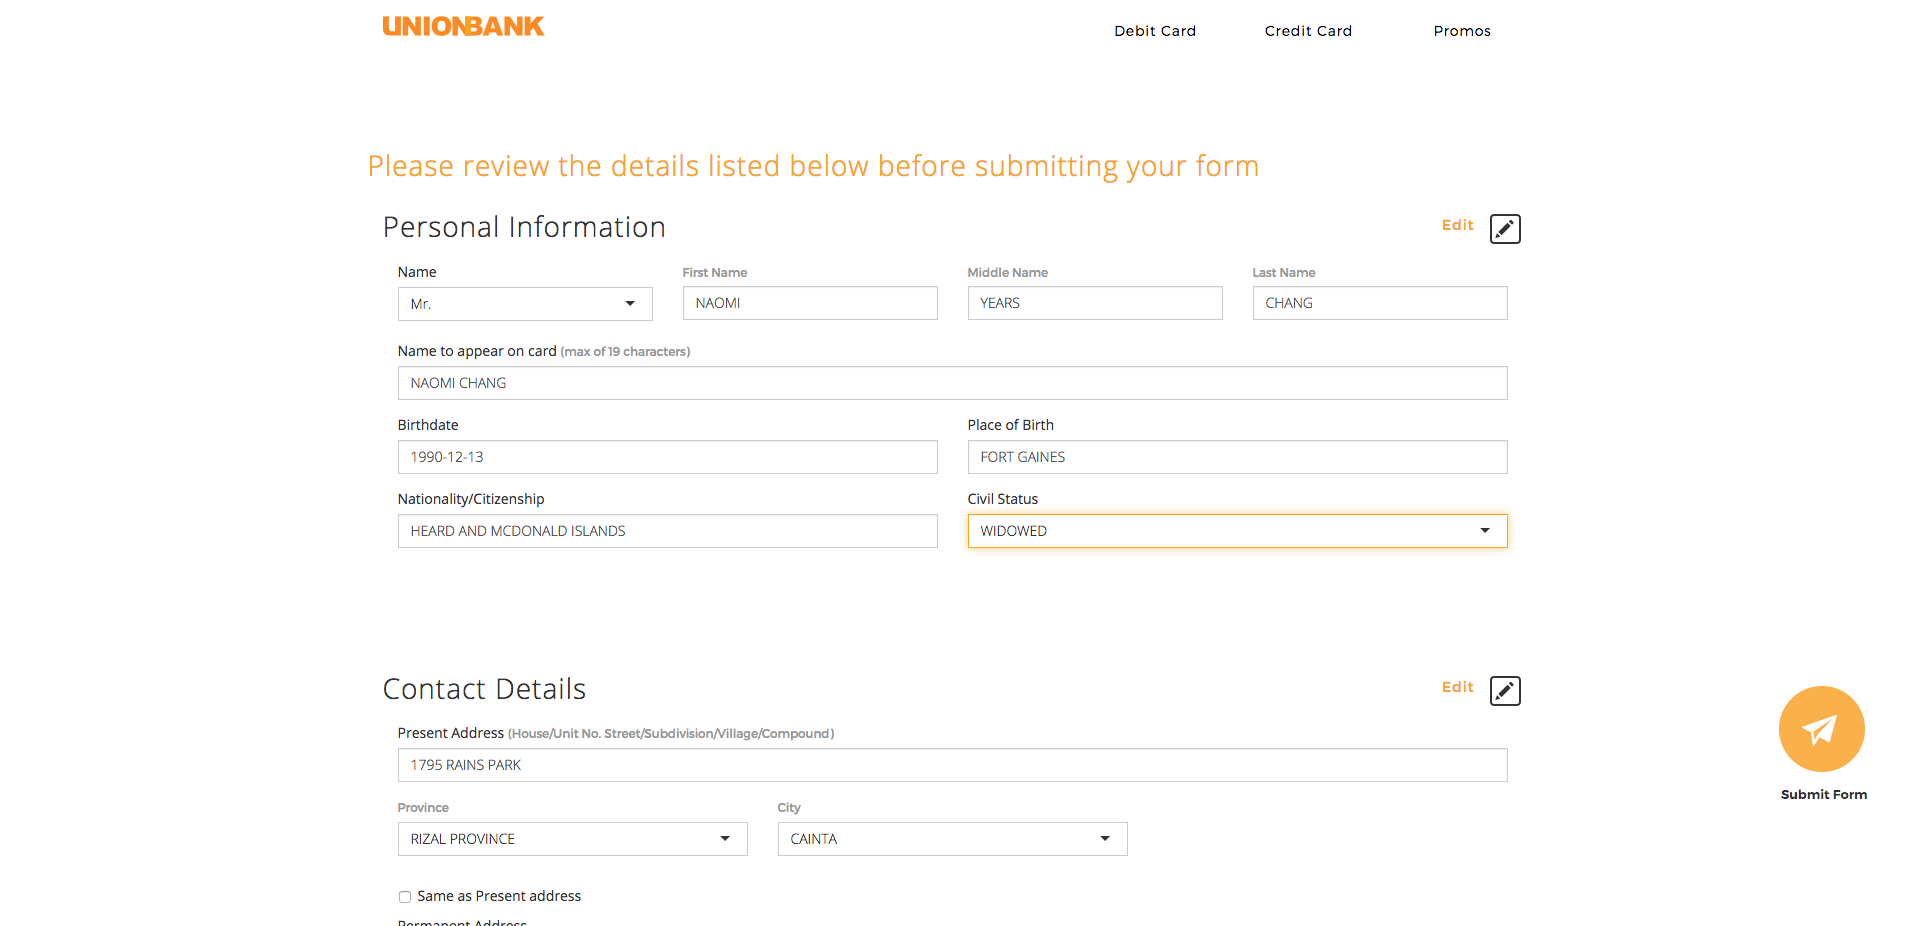 UNIONBANK
Debit Card Credit Card Promos
Please review the details listed below before submitting your form
Personal Information Edit
Name First Name Middle Name Last Name
Mr. NAOMI YEARS CHANG
Name to appear on card (max of 19 characters)
NAOMI CHANG
Birthdate Place of Birth
1990-12-13 FORT GAINES
Nationality/Citizenship Civil Status
HEARD AND MCDONALD ISLANDS WIDOWED
Contact Details Edit
Present Address (House/Unit No. Street/Subdivision/Village/Compound)
1795 RAINS PARK
Submit Form
Province City
RIZAL PROVINCE CAINTA
Same as Present address
Permanent Address